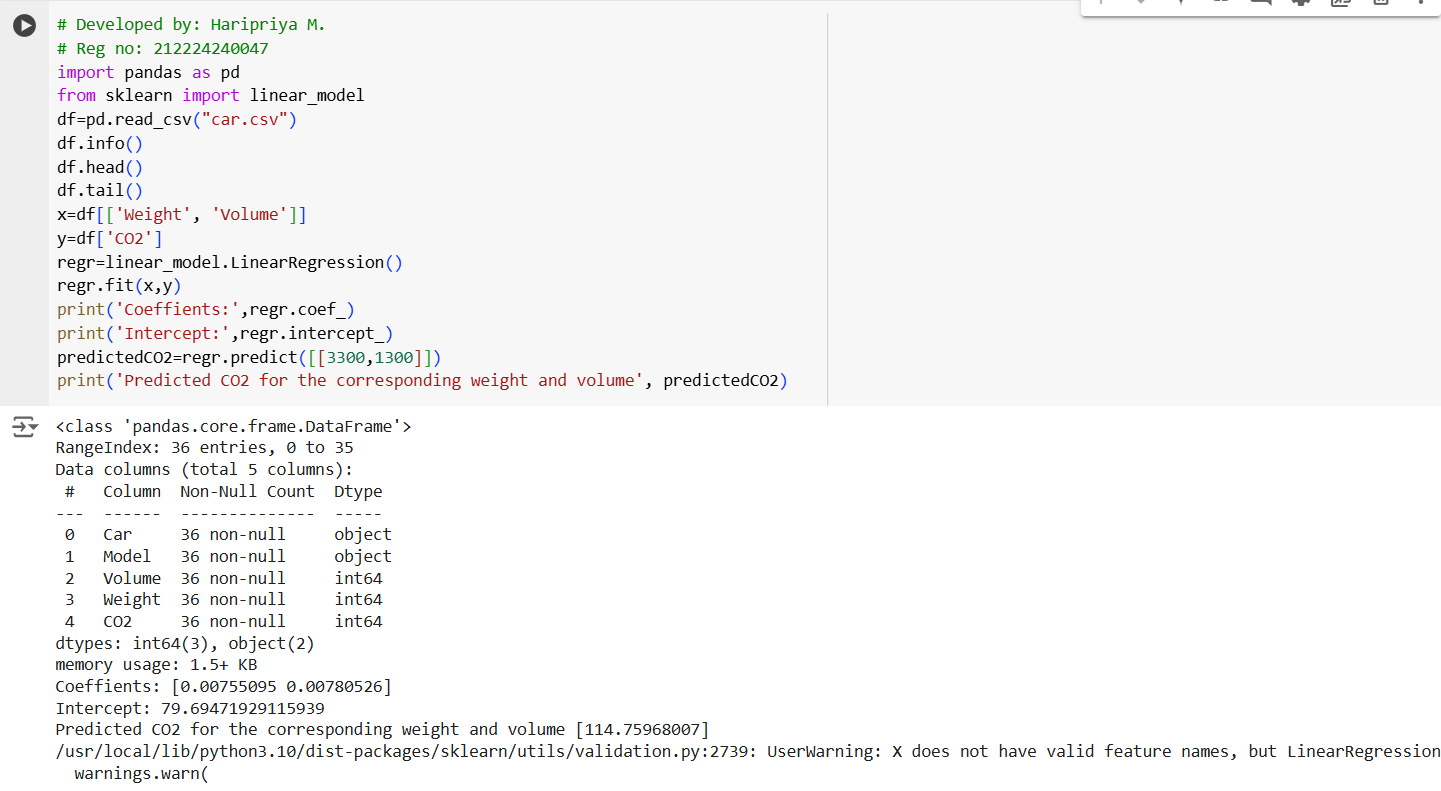 # Developed by: Haripriya M.
# Reg no: 212224240047
import pandas as pd
from sklearn import linear_model
df=pd.read_csv("car.csv")
df.info()
df.head()
df.tail()
x=df[['Weight', 'Volume']]
y=df['CO2']
regr=linear_model.LinearRegression()
regr.fit(x,y)
print('Coeffients:',regr.coef_)
print('Intercept:',regr.intercept_)
predictedCO2=regr.predict([[3300,1300]])
print('Predicted CO2 for the corresponding weight and volume', predictedCO2)
<class 'pandas.core.frame.DataFrame'>
RangeIndex: 36 entries, 0 to 35
Data columns (total 5 columns):
 #   Column  Non-Null Count  Dtype
---  ------  --------------  -----
 0   Car     36 non-null     object
 1   Model   36 non-null     object
 2   Volume  36 non-null     int64
 3   Weight  36 non-null     int64
 4   CO2     36 non-null     int64
dtypes: int64(3), object(2)
memory usage: 1.5+ KB
Coeffients: [0.00755095 0.00780526]
Intercept: 79.69471929115939
Predicted CO2 for the corresponding weight and volume [114.75968007]
/usr/local/lib/python3.10/dist-packages/sklearn/utils/validation.py:2739: UserWarning: X does not have valid feature names, but LinearRegression
  warnings.warn(